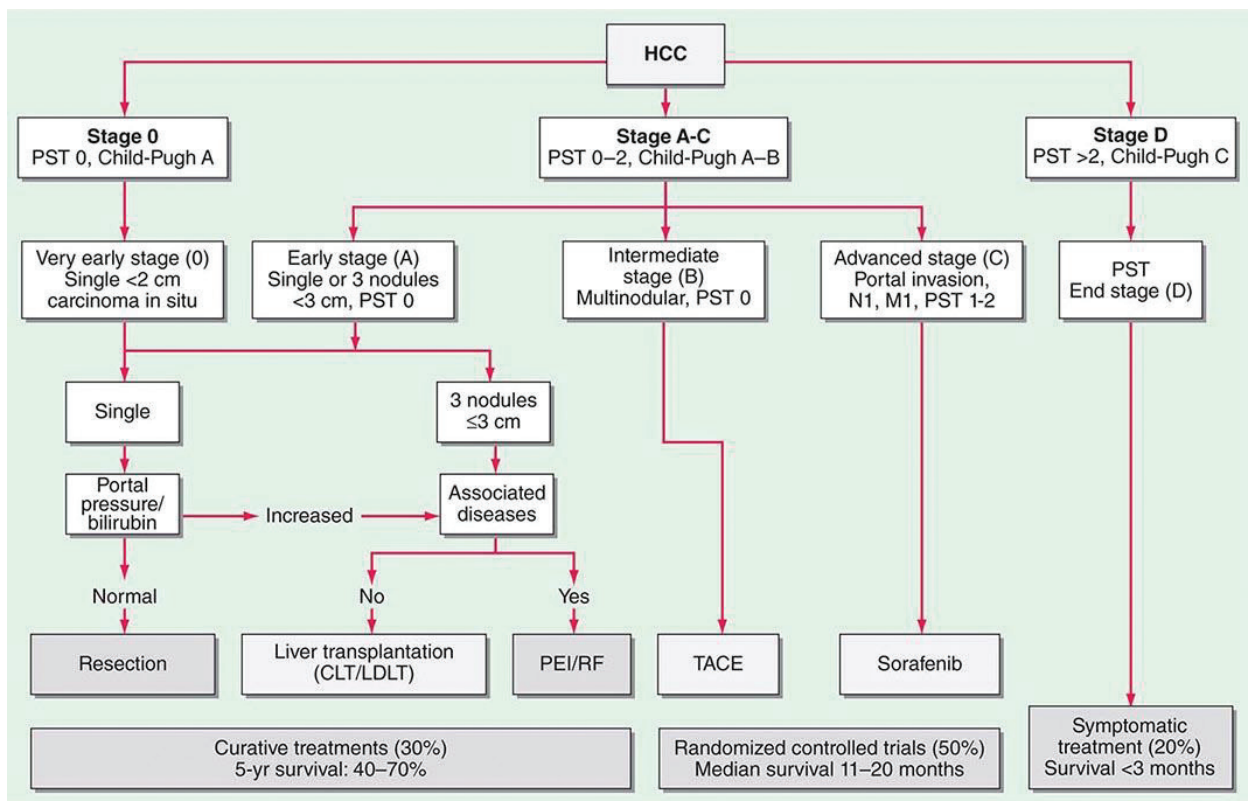 HCC
Stage 0
PST 0, Child-Pugh A
Stage A-C
PST 0–2, Child-Pugh A–B
Stage D
PST >2, Child-Pugh C
Very early stage (0)
Single <2 cm
carcinoma in situ
Early stage (A)
Single or 3 nodules
<3 cm, PST 0
Intermediate
stage (B)
Multinodular, PST 0
Advanced stage (C)
Portal invasion,
N1, M1, PST 1-2
PST
End stage (D)
Single
3 nodules
≤3 cm
Portal
pressure/
bilirubin
Increased
Associated
diseases
Normal
No
Yes
Resection
Liver transplantation
(CLT/LDLT)
PEI/RF
TACE
Sorafenib
Curative treatments (30%)
5-yr survival: 40–70%
Randomized controlled trials (50%)
Median survival 11–20 months
Symptomatic
treatment (20%)
Survival <3 months